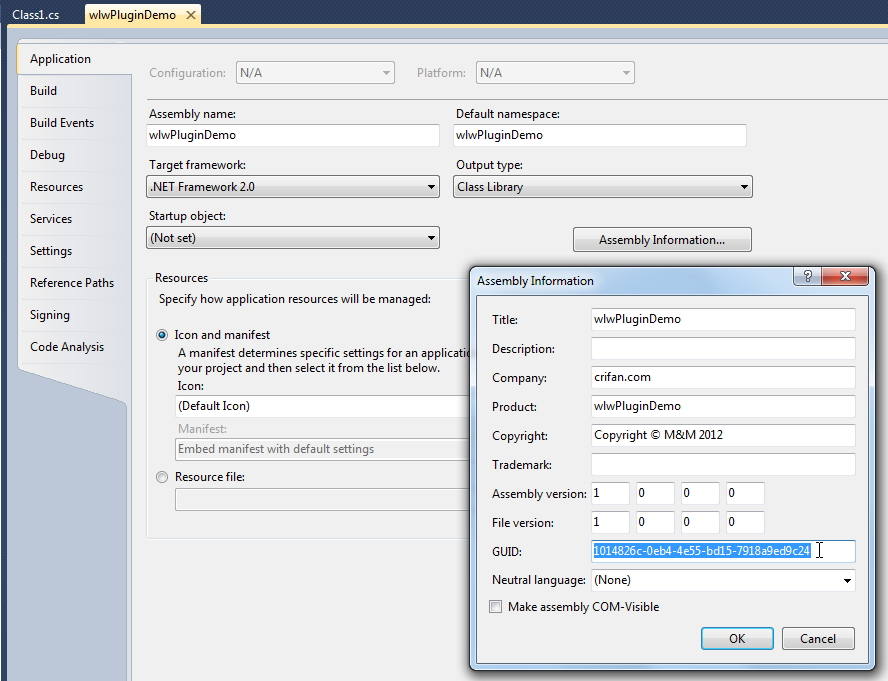 Class1.cs
wlwPluginDemo
Application
Build
Build Events
Debug
Resources
Services
Settings
Reference Paths
Signing
Code Analysis
Configuration: N/A Platform: N/A
Assembly name: Default namespace:
wlwPluginDemo wlwPluginDemo
Target framework: Output type:
.NET Framework 2.0 Class Library
Startup object:
(Not set) Assembly Information...
Resources
Specify how application resources will be managed:
Icon and manifest
A manifest determines specific settings for an applicatio
your project and then select it from the list below.
Icon:
(Default Icon)
Manifest:
Embed manifest with default settings
Resource file:
Assembly Information
Title: wlwPluginDemo
Description:
Company: crifan.com
Product: wlwPluginDemo
Copyright: Copyright © M&M 2012
Trademark:
Assembly version: 1 0 0 0
File version: 1 0 0 0
GUID: 1014826c-0eb4-4e55-bd15-7918a9ed9c24
Neutral language: (None)
Make assembly COM-Visible
OK Cancel